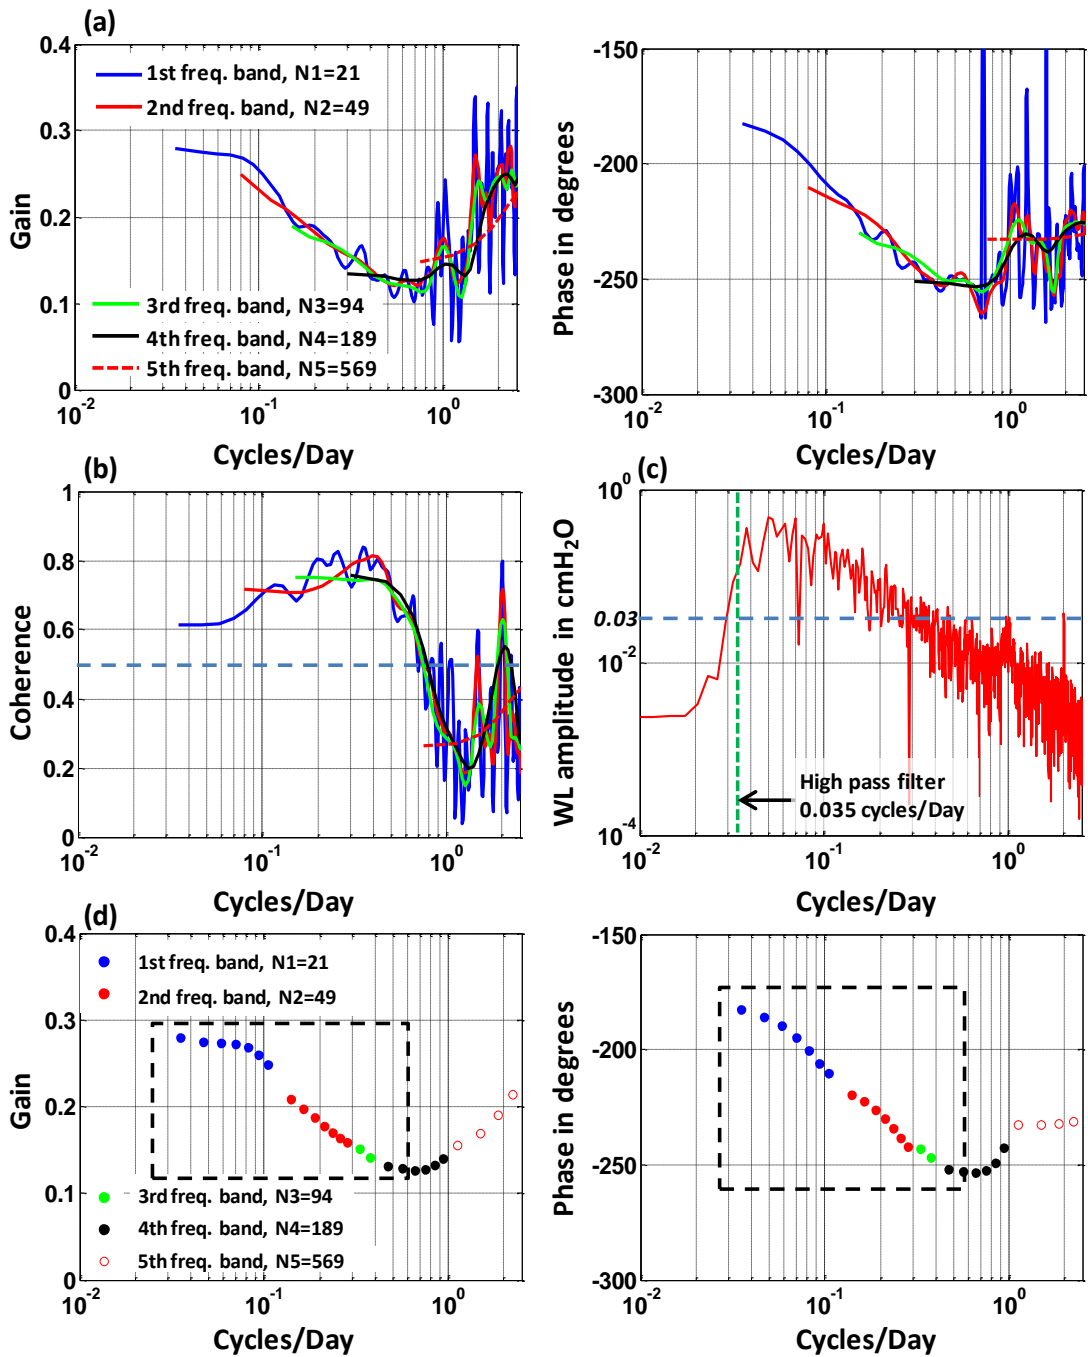 (a)
0.4
0.3
0.2
0.1
0
Gain
1st freq. band, N1=21
2nd freq. band, N2=49
3rd freq. band, N3=94
4th freq. band, N4=189
5th freq. band, N5=569
10^-2
10^-1
10^0
Cycles/Day
-150
-200
-250
-300
Phase in degrees
10^-2
10^-1
10^0
Cycles/Day
(b)
1
0.8
0.6
0.4
0.2
0
Coherence
10^-2
10^-1
10^0
Cycles/Day
(c)
10^0
0.03
10^-2
10^-4
WL amplitude in cmH₂O
High pass filter
0.035 cycles/Day
10^-2
10^-1
10^0
Cycles/Day
(d)
0.4
0.3
0.2
0.1
0
Gain
1st freq. band, N1=21
2nd freq. band, N2=49
3rd freq. band, N3=94
4th freq. band, N4=189
5th freq. band, N5=569
10^-2
10^-1
10^0
Cycles/Day
-150
-200
-250
-300
Phase in degrees
10^-2
10^-1
10^0
Cycles/Day